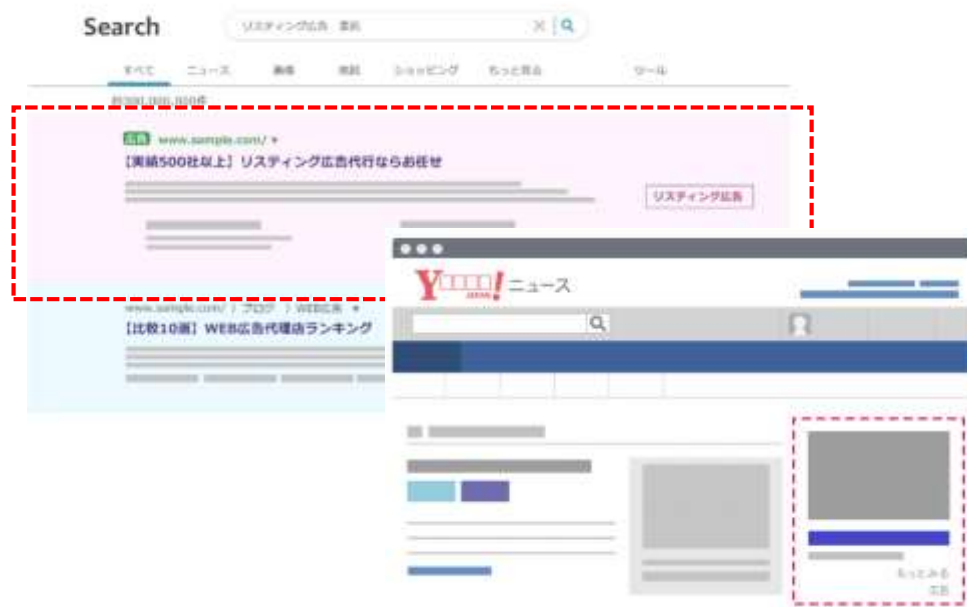 Search
リスティング広告 委託
すべて ニュース 画像 地図 ショッピング もっと見る ツール
広告 www.sample.com/
【実績500社以上】リスティング広告代行ならお任せ
リスティング広告
www.sample.com/ 〉 ブログ 〉 WEB広告
【比較10選】WEB広告代理店ランキング
Y□□□□! JAPAN ニュース
もっとみる
広告